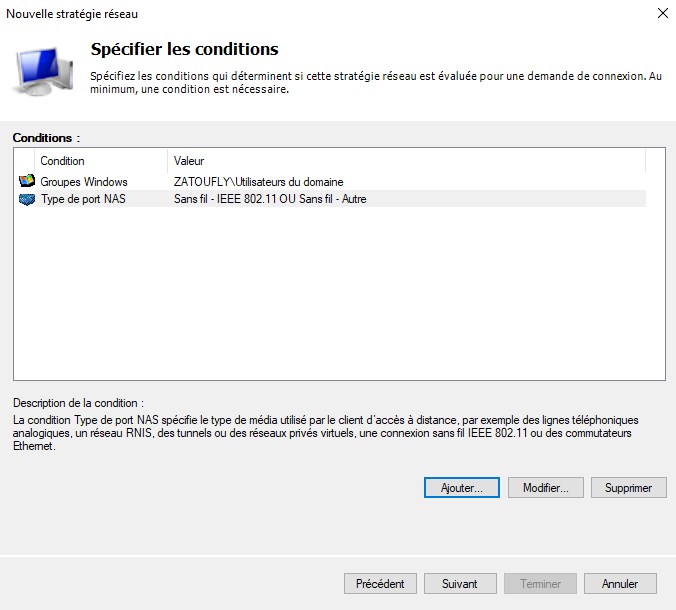 Nouvelle stratégie réseau
Spécifier les conditions
Spécifiez les conditions qui déterminent si cette stratégie réseau est évaluée pour une demande de connexion. Au
minimum, une condition est nécessaire.
Conditions :
Condition Valeur
Groupes Windows ZATOUFLY\Utilisateurs du domaine
Type de port NAS Sans fil - IEEE 802.11 OU Sans fil - Autre
Description de la condition :
La condition Type de port NAS spécifie le type de média utilisé par le client d'accès à distance, par exemple des lignes téléphoniques
analogiques, un réseau RNIS, des tunnels ou des réseaux privés virtuels, une connexion sans fil IEEE 802.11 ou des commutateurs
Ethernet.
Ajouter... Modifier... Supprimer
Précédent Suivant Terminer Annuler